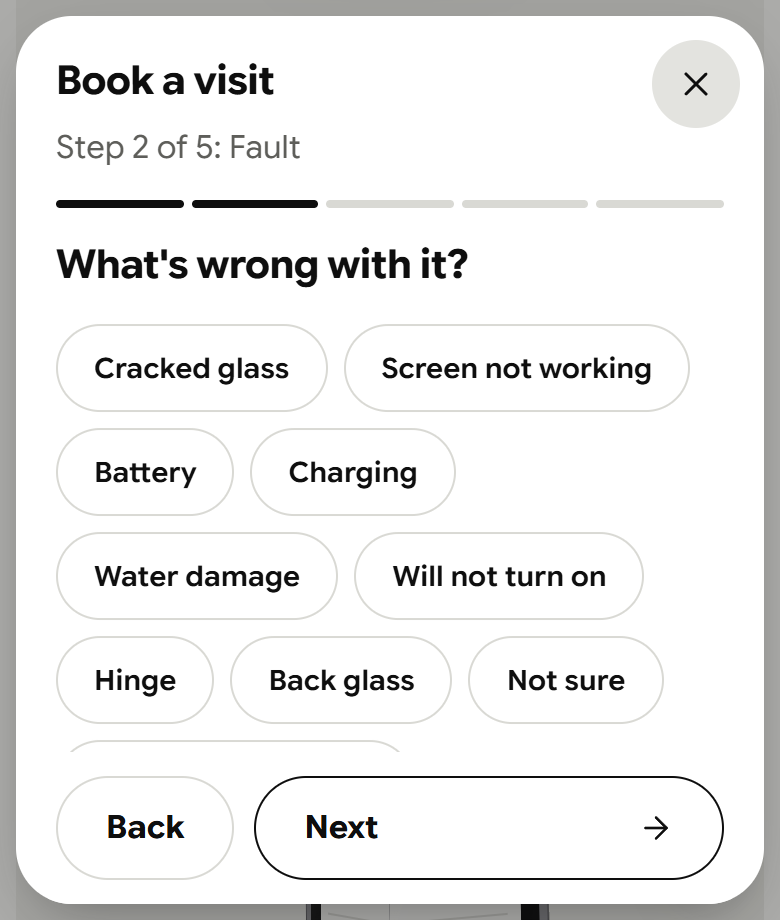 Book a visit
Step 2 of 5: Fault
What's wrong with it?
Cracked glass
Screen not working
Battery
Charging
Water damage
Will not turn on
Hinge
Back glass
Not sure
Back
Next